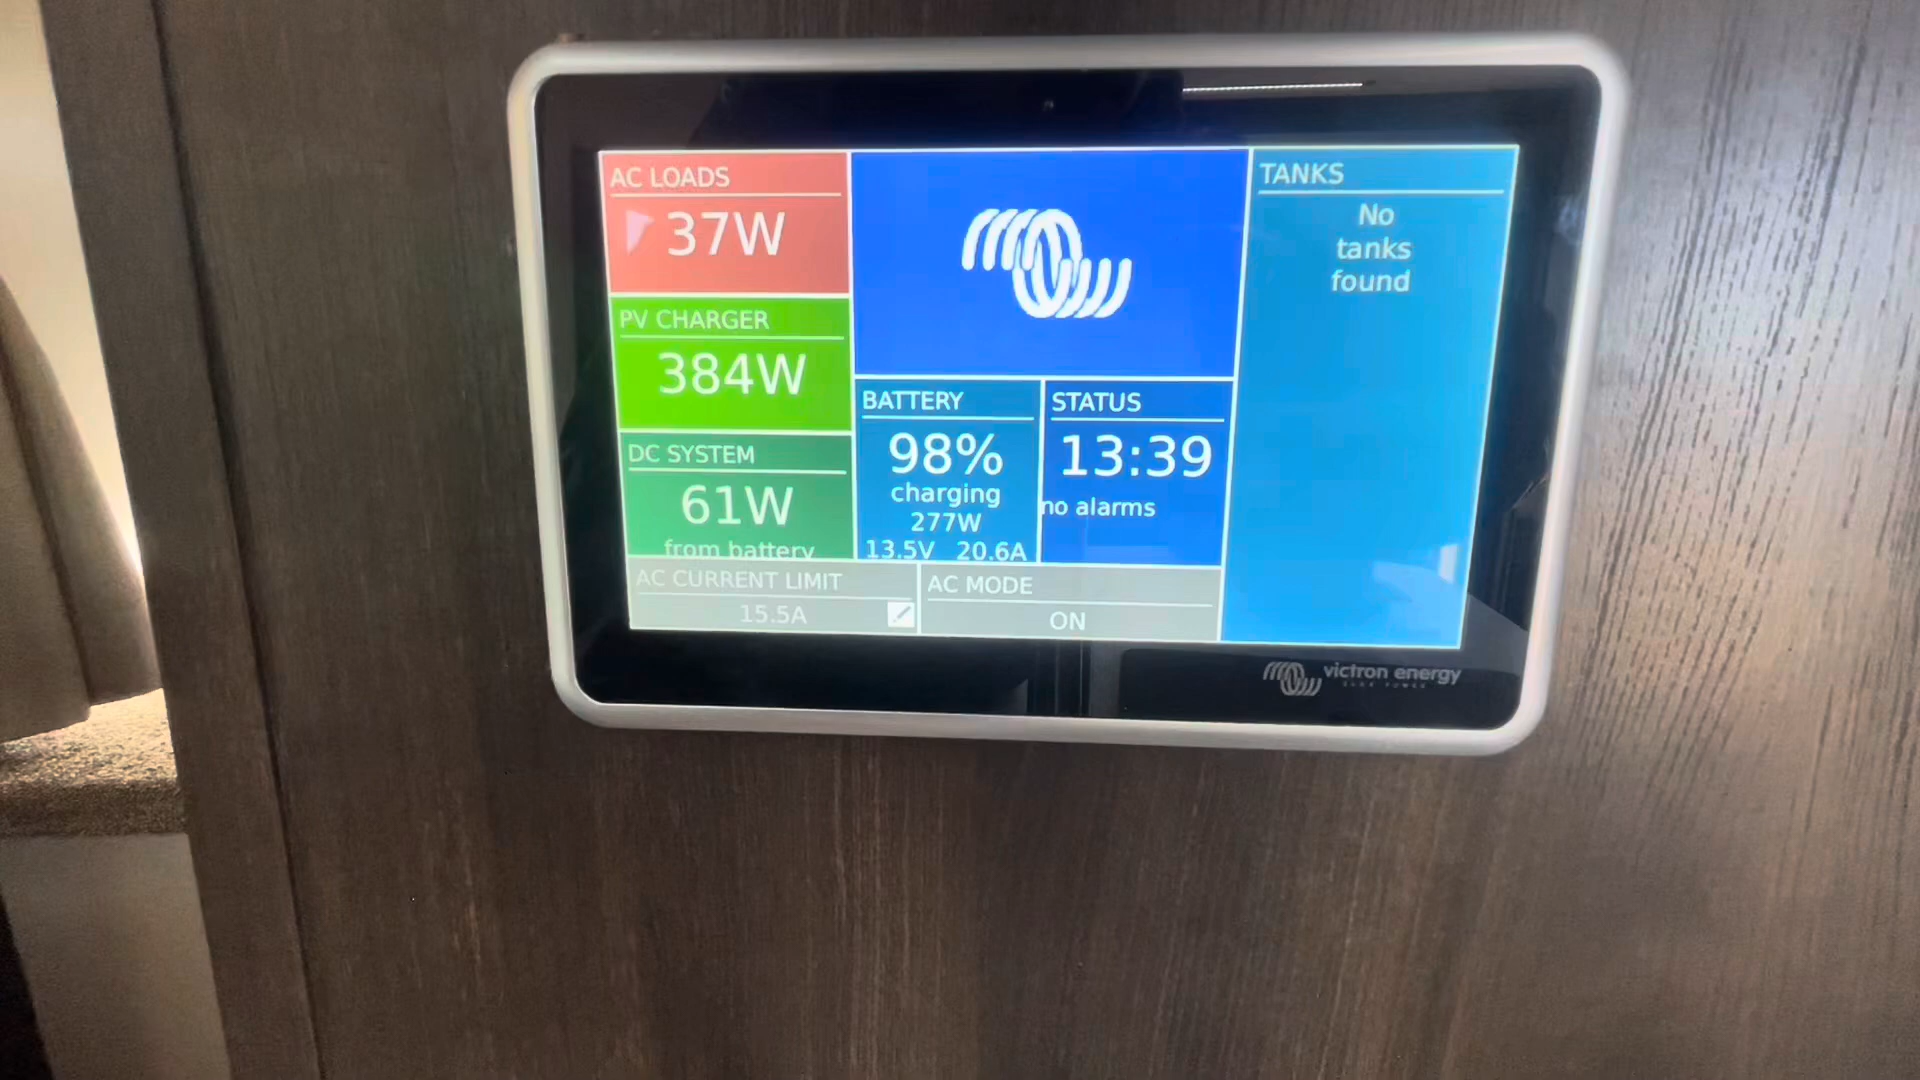 AC LOADS
37W
PV CHARGER
384W
DC SYSTEM
61W
from battery
BATTERY
98%
charging
277W
13.5V 20.6A
STATUS
13:39
no alarms
TANKS
No
tanks
found
AC CURRENT LIMIT
15.5A
AC MODE
ON
victron energy